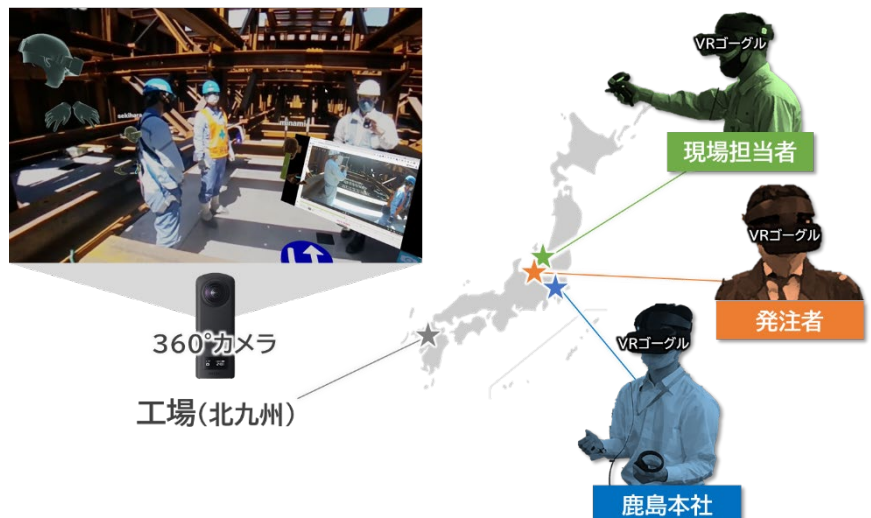 sekihara
minami
360°カメラ
工場(北九州)
VRゴーグル
現場担当者
VRゴーグル
発注者
VRゴーグル
鹿島本社